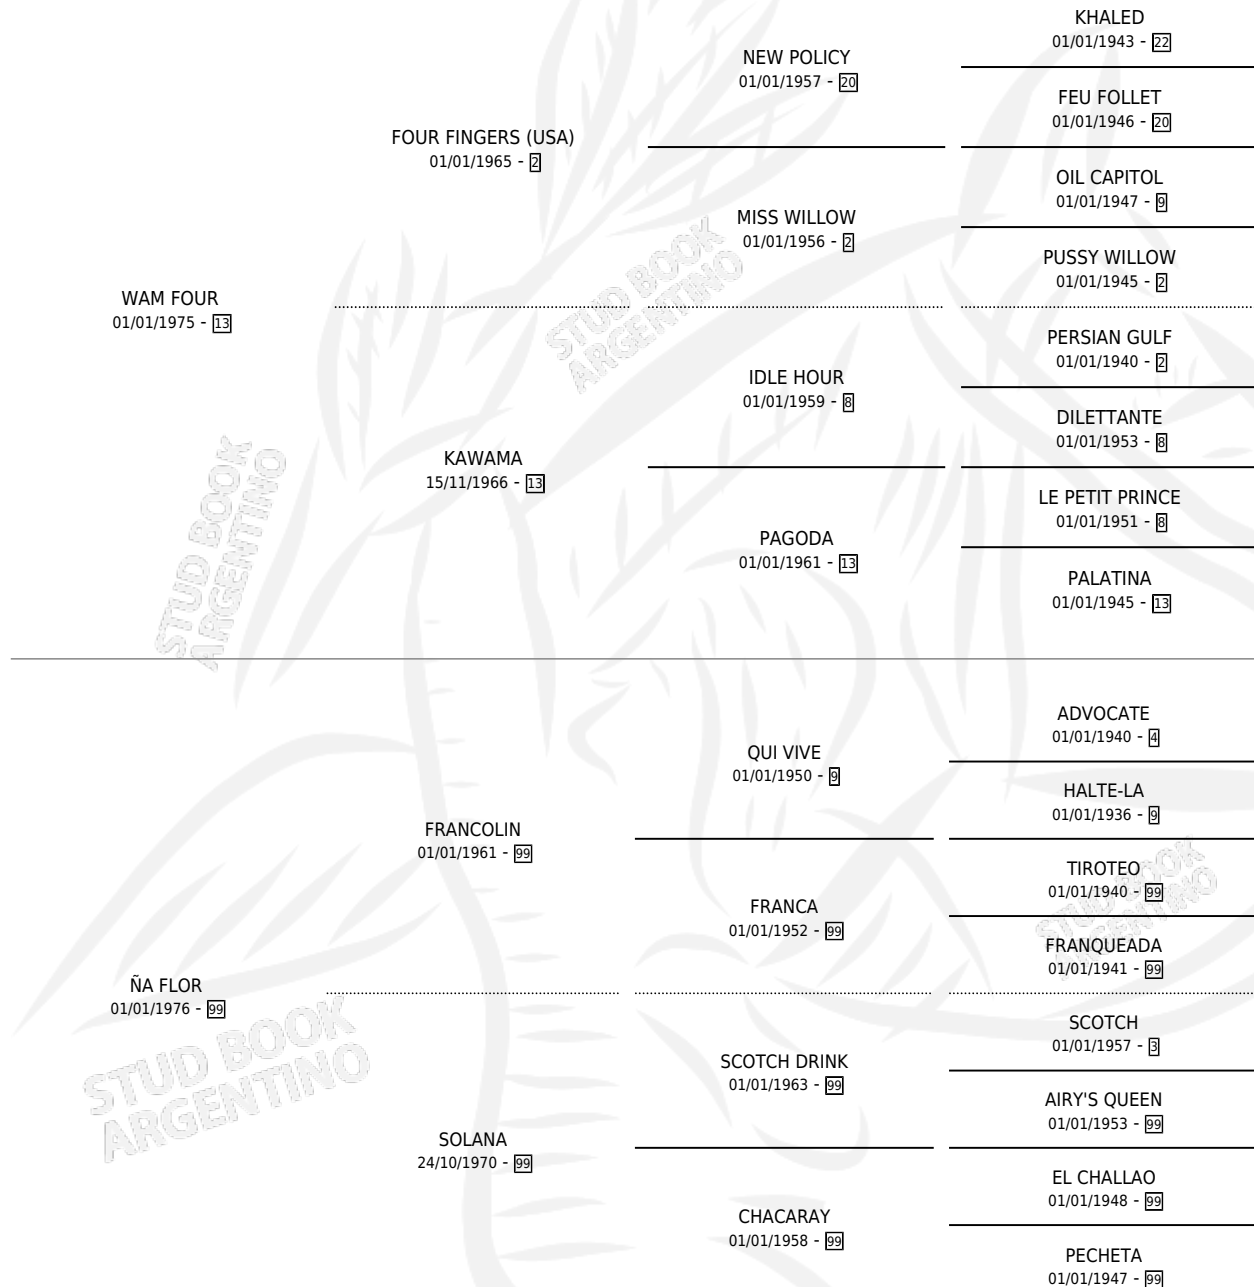 KHALED
01/01/1943 - 22
NEW POLICY
01/01/1957 - 20
FEU FOLLET
01/01/1946 - 20
FOUR FINGERS (USA)
01/01/1965 - 2
OIL CAPITOL
01/01/1947 - 9
MISS WILLOW
01/01/1956 - 2
PUSSY WILLOW
01/01/1945 - 2
STUD BOOK
ARGENTINO
WAM FOUR
01/01/1975 - 13
PERSIAN GULF
01/01/1940 - 2
IDLE HOUR
01/01/1959 - 8
DILETTANTE
01/01/1953 - 8
KAWAMA
15/11/1966 - 13
LE PETIT PRINCE
01/01/1951 - 8
PAGODA
01/01/1961 - 13
PALATINA
01/01/1945 - 13
STUD BOOK
ARGENTINO
ADVOCATE
01/01/1940 - 4
QUI VIVE
01/01/1950 - 9
HALTE-LA
01/01/1936 - 9
FRANCOLIN
01/01/1961 - 99
TIROTEO
01/01/1940 - 99
FRANCA
01/01/1952 - 99
FRANQUEADA
01/01/1941 - 99
STUD BOOK
ARGENTINO
ÑA FLOR
01/01/1976 - 99
SCOTCH
01/01/1957 - 3
SCOTCH DRINK
01/01/1963 - 99
AIRY'S QUEEN
01/01/1953 - 99
STUD BOOK
ARGENTINO
SOLANA
24/10/1970 - 99
EL CHALLAO
01/01/1948 - 99
CHACARAY
01/01/1958 - 99
PECHETA
01/01/1947 - 99